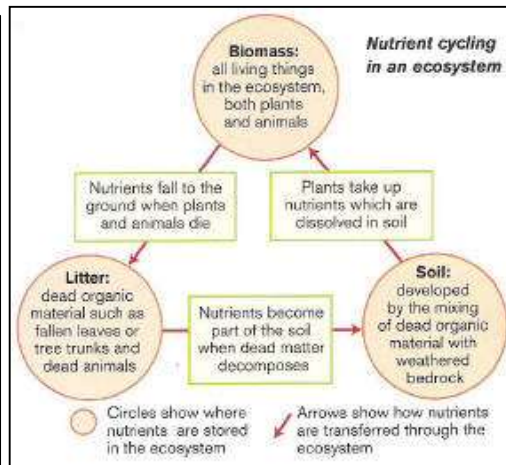 Biomass:
all living things
in the ecosystem,
both plants
and animals
Nutrient cycling
in an ecosystem
Nutrients fall to the
ground when plants
and animals die
Plants take up
nutrients which are
dissolved in soil
Litter:
dead organic
material such as
fallen leaves or
tree trunks and
dead animals
Nutrients become
part of the soil
when dead matter
decomposes
Soil:
developed by the
mixing of dead organic
material with
weathered
bedrock
Circles show where
nutrients are stored
in the ecosystem
Arrows show how nutrients
are transferred through the
ecosystem